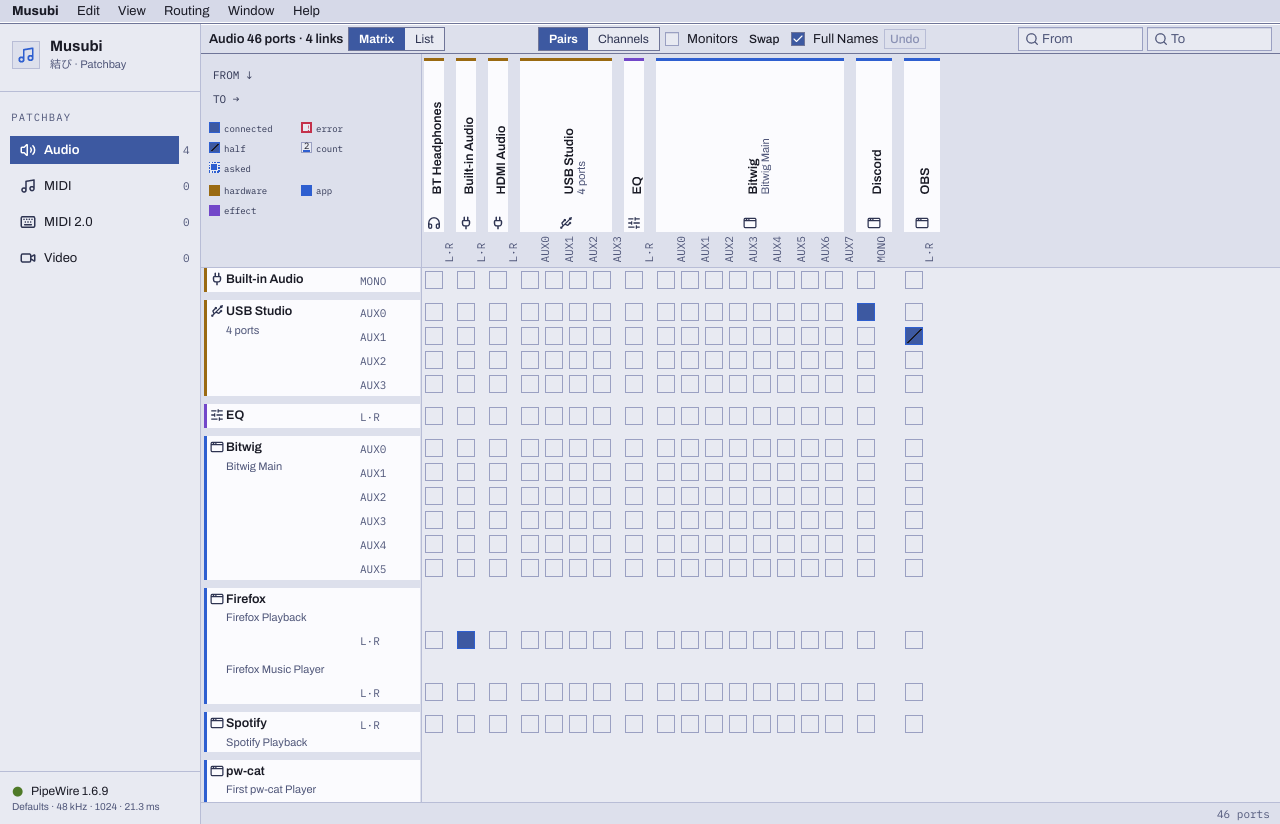 Musubi Edit View Routing Window Help
Musubi
結び · Patchbay
PATCHBAY
Audio 4
MIDI 0
MIDI 2.0 0
Video 0
PipeWire 1.6.9
Defaults · 48 kHz · 1024 · 21.3 ms
Audio 46 ports · 4 links Matrix List Pairs Channels Monitors Swap Full Names Undo From To
FROM ↓
TO →
connected error
half count
asked
hardware app
effect
BT Headphones
Built-in Audio
HDMI Audio
USB Studio
4 ports
EQ
Bitwig
Bitwig Main
Discord
OBS
L·R L·R L·R AUX0 AUX1 AUX2 AUX3 L·R AUX0 AUX1 AUX2 AUX3 AUX4 AUX5 AUX6 AUX7 MONO L·R
Built-in Audio MONO
USB Studio AUX0
4 ports
AUX1
AUX2
AUX3
EQ L·R
Bitwig AUX0
Bitwig Main
AUX1
AUX2
AUX3
AUX4
AUX5
Firefox
Firefox Playback
L·R
Firefox Music Player
L·R
Spotify L·R
Spotify Playback
pw-cat
First pw-cat Player
46 ports